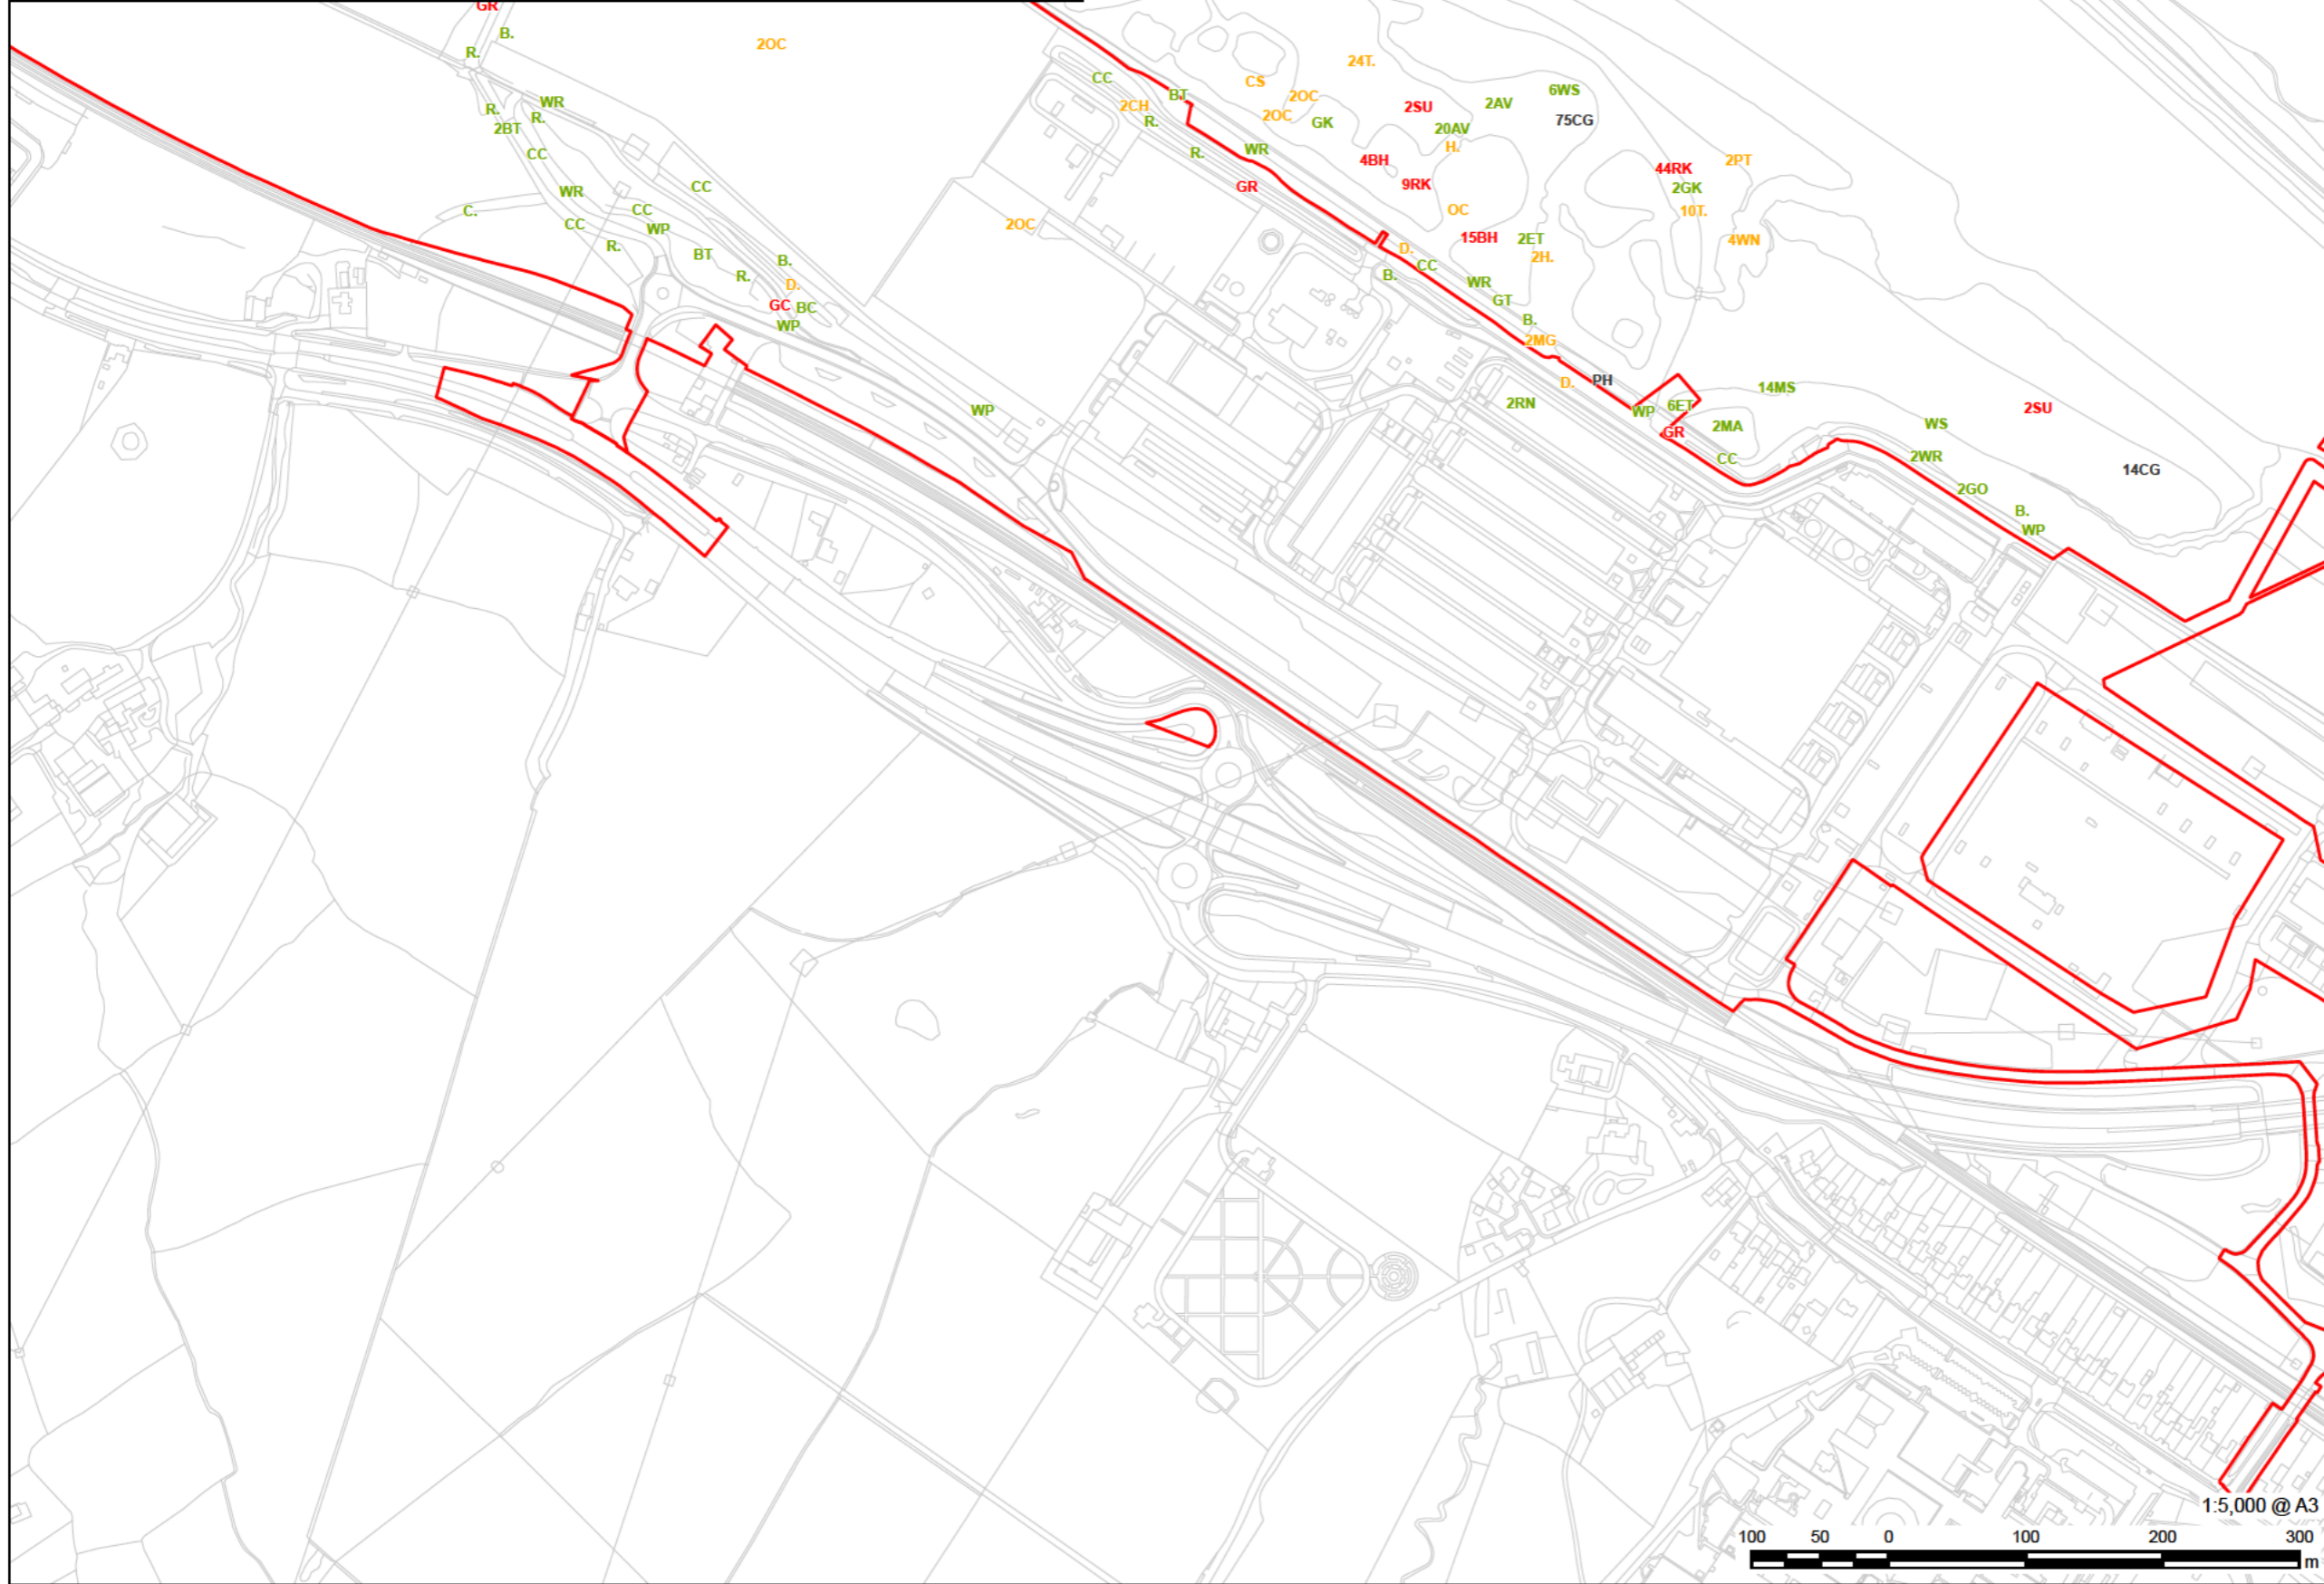 GR
B.
2OC
R.
24T.
CC
CS
BT
2OC
6WS
WR
R.
2CH
2SU
2AV
R.
2OC
75CG
2BT
R.
GK
20AV
H.
CC
R.
WR
4BH
2PT
44RK
WR
CC
GR
9RK
2GK
C.
CC
OC
10T.
CC
WP
2OC
15BH
2ET
4WN
R.
BT
D.
2H.
B.
CC
R.
B.
WR
D.
GT
GC
BC
B.
WP
2MG
D.
PH
14MS
2RN
6ET
WP
WP
2SU
GR
2MA
WS
CC
2WR
14CG
2GO
B.
WP
1:5,000 @ A3
100 50 0 100 200 300
m